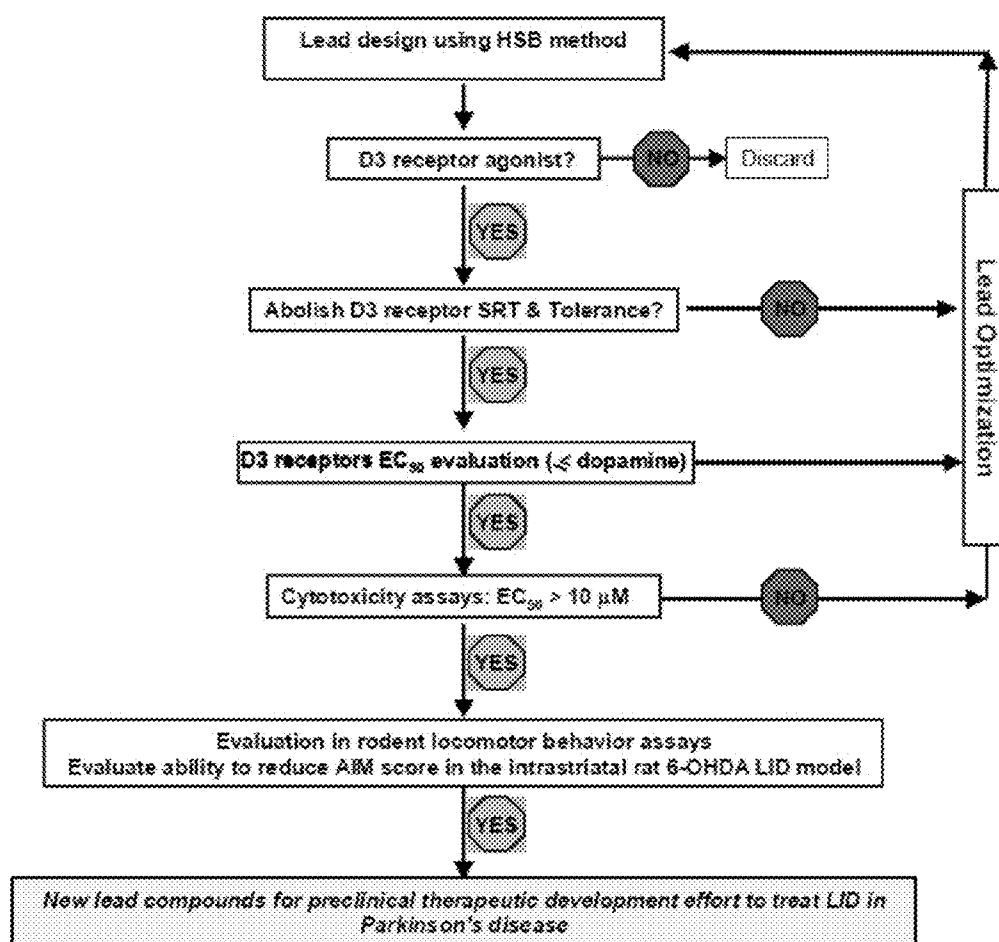 Lead design using HSB method
D3 receptor agonist?
NO
Discard
YES
Abolish D3 receptor SRT & Tolerance?
NO
Lead Optimization
YES
D3 receptors EC50 evaluation (⩽ dopamine)
YES
Cytotoxicity assays: EC50 > 10 μM
NO
YES
Evaluation in rodent locomotor behavior assays
Evaluate ability to reduce AIM score in the intrastriatal rat 6-OHDA LID model
YES
New lead compounds for preclinical therapeutic development effort to treat LID in
Parkinson's disease